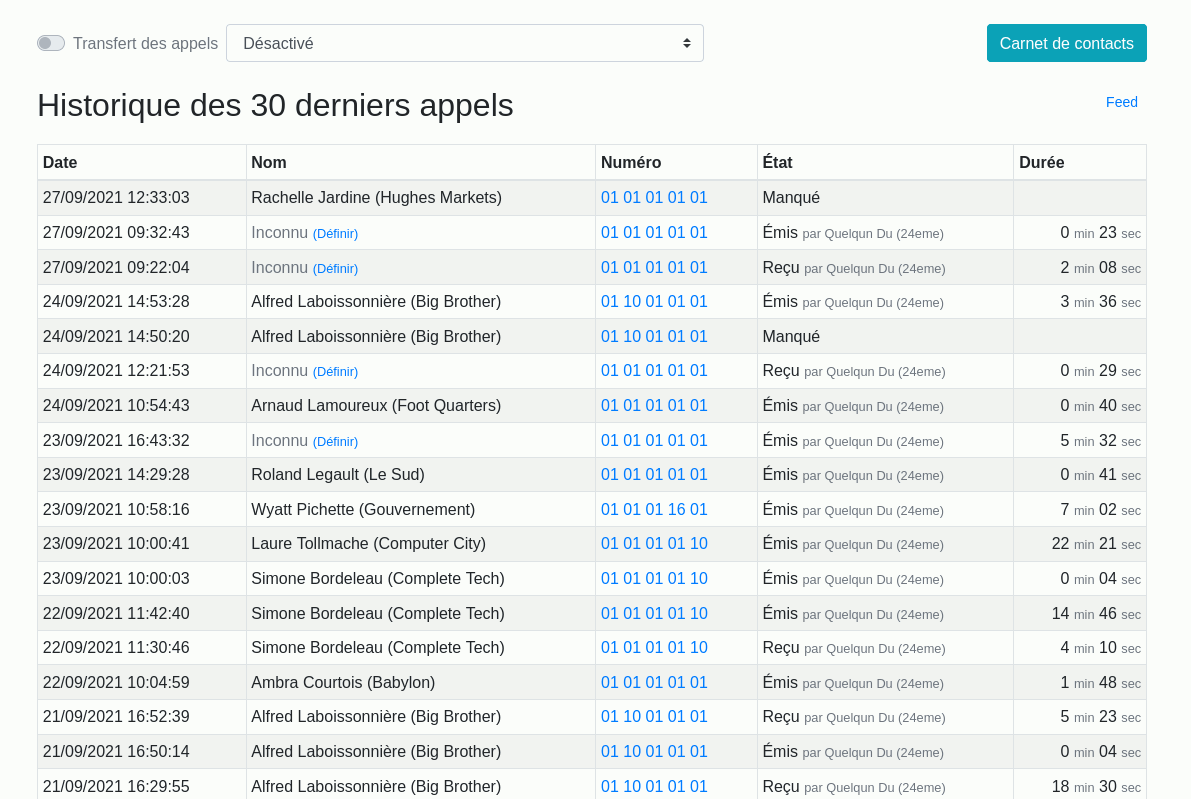 Transfert des appels Désactivé Carnet de contacts
Historique des 30 derniers appels Feed
Date Nom Numéro État Durée
27/09/2021 12:33:03 Rachelle Jardine (Hughes Markets) 01 01 01 01 01 Manqué
27/09/2021 09:32:43 Inconnu (Définir) 01 01 01 01 01 Émis par Quelqun Du (24eme) 0 min 23 sec
27/09/2021 09:22:04 Inconnu (Définir) 01 01 01 01 01 Reçu par Quelqun Du (24eme) 2 min 08 sec
24/09/2021 14:53:28 Alfred Laboissonnière (Big Brother) 01 10 01 01 01 Émis par Quelqun Du (24eme) 3 min 36 sec
24/09/2021 14:50:20 Alfred Laboissonnière (Big Brother) 01 10 01 01 01 Manqué
24/09/2021 12:21:53 Inconnu (Définir) 01 01 01 01 01 Reçu par Quelqun Du (24eme) 0 min 29 sec
24/09/2021 10:54:43 Arnaud Lamoureux (Foot Quarters) 01 01 01 01 01 Émis par Quelqun Du (24eme) 0 min 40 sec
23/09/2021 16:43:32 Inconnu (Définir) 01 01 01 01 01 Émis par Quelqun Du (24eme) 5 min 32 sec
23/09/2021 14:29:28 Roland Legault (Le Sud) 01 01 01 01 01 Émis par Quelqun Du (24eme) 0 min 41 sec
23/09/2021 10:58:16 Wyatt Pichette (Gouvernement) 01 01 01 16 01 Émis par Quelqun Du (24eme) 7 min 02 sec
23/09/2021 10:00:41 Laure Tollmache (Computer City) 01 01 01 01 10 Émis par Quelqun Du (24eme) 22 min 21 sec
23/09/2021 10:00:03 Simone Bordeleau (Complete Tech) 01 01 01 01 10 Émis par Quelqun Du (24eme) 0 min 04 sec
22/09/2021 11:42:40 Simone Bordeleau (Complete Tech) 01 01 01 01 10 Émis par Quelqun Du (24eme) 14 min 46 sec
22/09/2021 11:30:46 Simone Bordeleau (Complete Tech) 01 01 01 01 10 Reçu par Quelqun Du (24eme) 4 min 10 sec
22/09/2021 10:04:59 Ambra Courtois (Babylon) 01 01 01 01 01 Émis par Quelqun Du (24eme) 1 min 48 sec
21/09/2021 16:52:39 Alfred Laboissonnière (Big Brother) 01 10 01 01 01 Reçu par Quelqun Du (24eme) 5 min 23 sec
21/09/2021 16:50:14 Alfred Laboissonnière (Big Brother) 01 10 01 01 01 Émis par Quelqun Du (24eme) 0 min 04 sec
21/09/2021 16:29:55 Alfred Laboissonnière (Big Brother) 01 10 01 01 01 Reçu par Quelqun Du (24eme) 18 min 30 sec